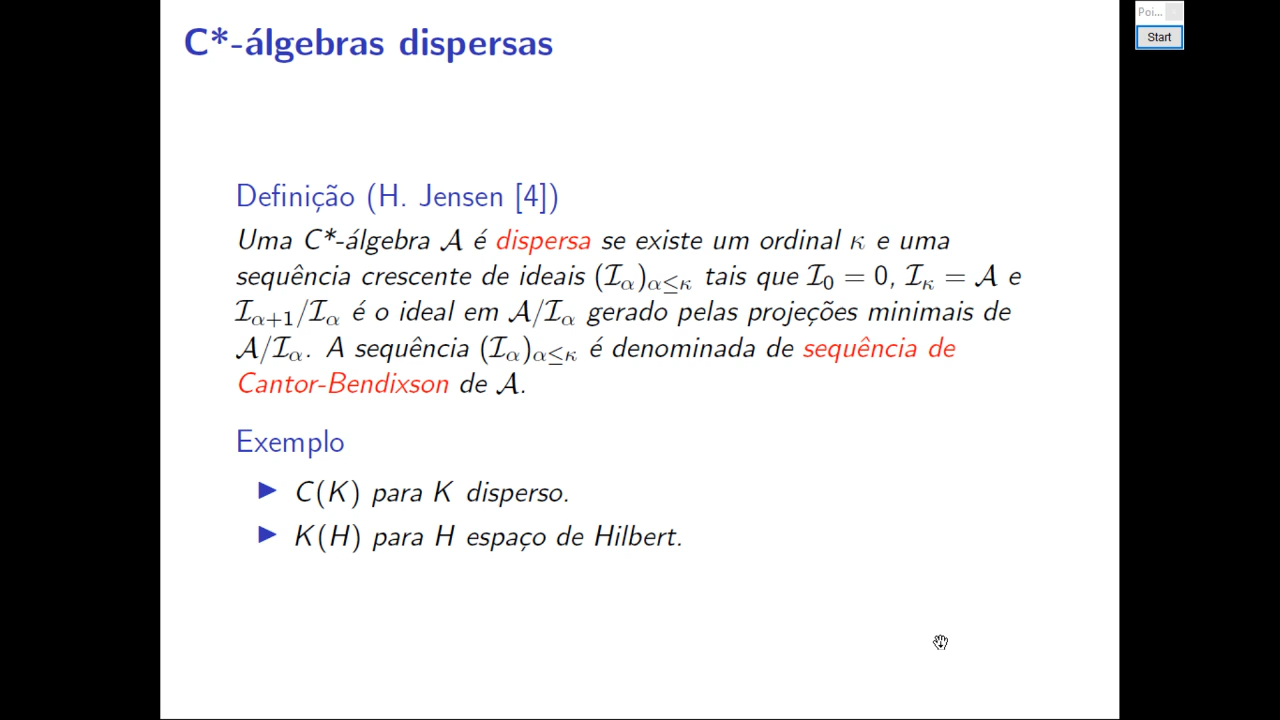 C*-álgebras dispersas
Poi...
Start
Definição (H. Jensen [4])
Uma C*-álgebra 𝒜 é dispersa se existe um ordinal κ e uma
sequência crescente de ideais (ℐ_α)_{α≤κ} tais que ℐ_0 = 0, ℐ_κ = 𝒜 e
ℐ_{α+1}/ℐ_α é o ideal em 𝒜/ℐ_α gerado pelas projeções minimais de
𝒜/ℐ_α. A sequência (ℐ_α)_{α≤κ} é denominada de sequência de
Cantor-Bendixson de 𝒜.
Exemplo
▶ C(K) para K disperso.
▶ K(H) para H espaço de Hilbert.